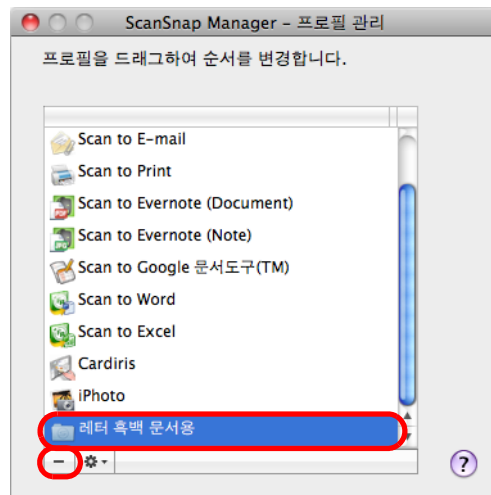 ScanSnap Manager – 프로필 관리
프로필을 드래그하여 순서를 변경합니다.
Scan to E-mail
Scan to Print
Scan to Evernote (Document)
Scan to Evernote (Note)
Scan to Google 문서도구(TM)
Scan to Word
Scan to Excel
Cardiris
iPhoto
레터 흑백 문서용
?